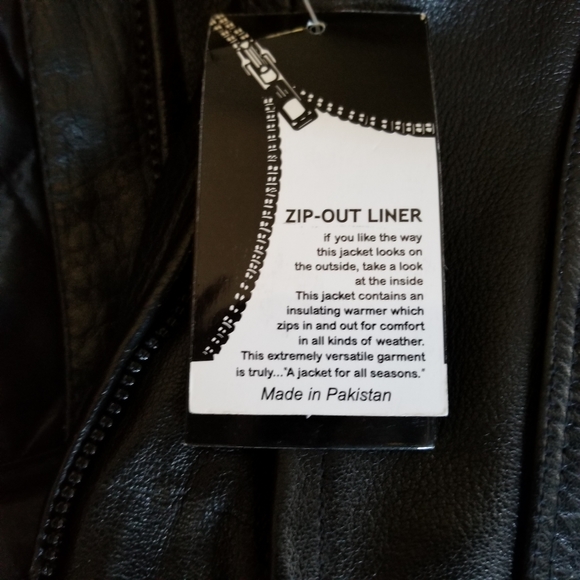 ZIP-OUT LINER
if you like the way
this jacket looks on
the outside, take a look
at the inside
This jacket contains an
insulating warmer which
zips in and out for comfort
in all kinds of weather.
This extremely versatile garment
is truly..."A jacket for all seasons."
Made in Pakistan